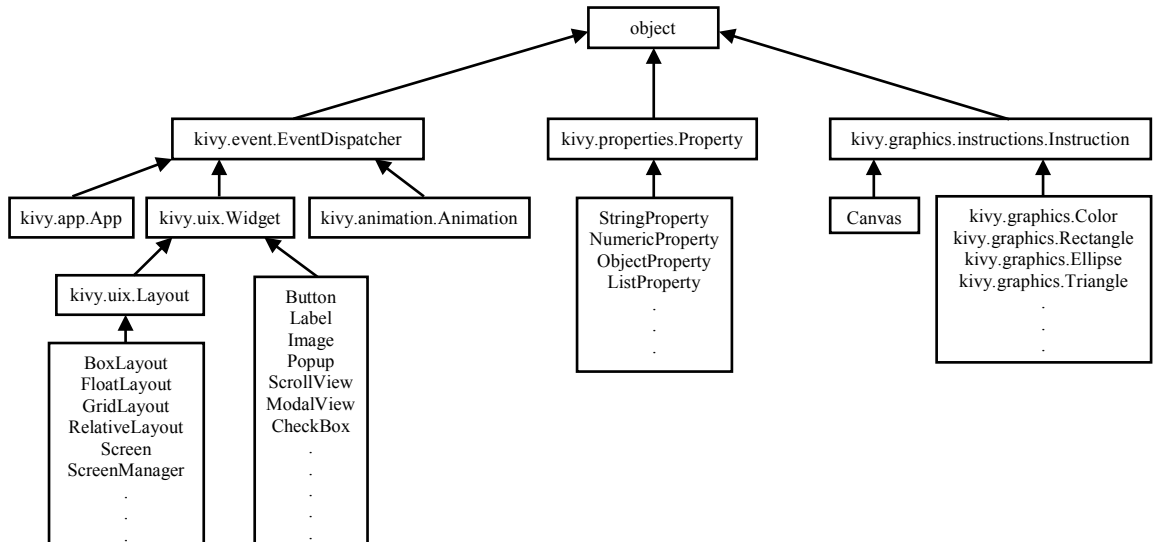 object
kivy.event.EventDispatcher
kivy.properties.Property
kivy.graphics.instructions.Instruction
kivy.app.App
kivy.uix.Widget
kivy.animation.Animation
StringProperty
NumericProperty
ObjectProperty
ListProperty
.
.
.
Canvas
kivy.graphics.Color
kivy.graphics.Rectangle
kivy.graphics.Ellipse
kivy.graphics.Triangle
.
.
.
kivy.uix.Layout
Button
Label
Image
Popup
ScrollView
ModalView
CheckBox
.
.
.
.
.
BoxLayout
FloatLayout
GridLayout
RelativeLayout
Screen
ScreenManager
.
.
.